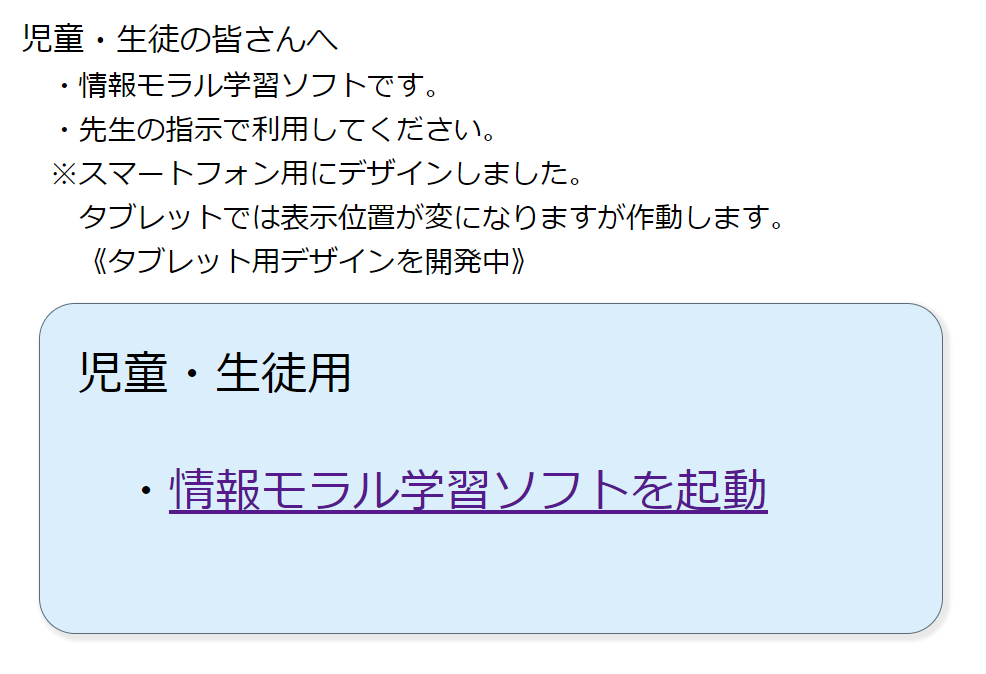 児童・生徒の皆さんへ
・情報モラル学習ソフトです。
・先生の指示で利用してください。
※スマートフォン用にデザインしました。
タブレットでは表示位置が変になりますが作動します。
《タブレット用デザインを開発中》
児童・生徒用
・情報モラル学習ソフトを起動